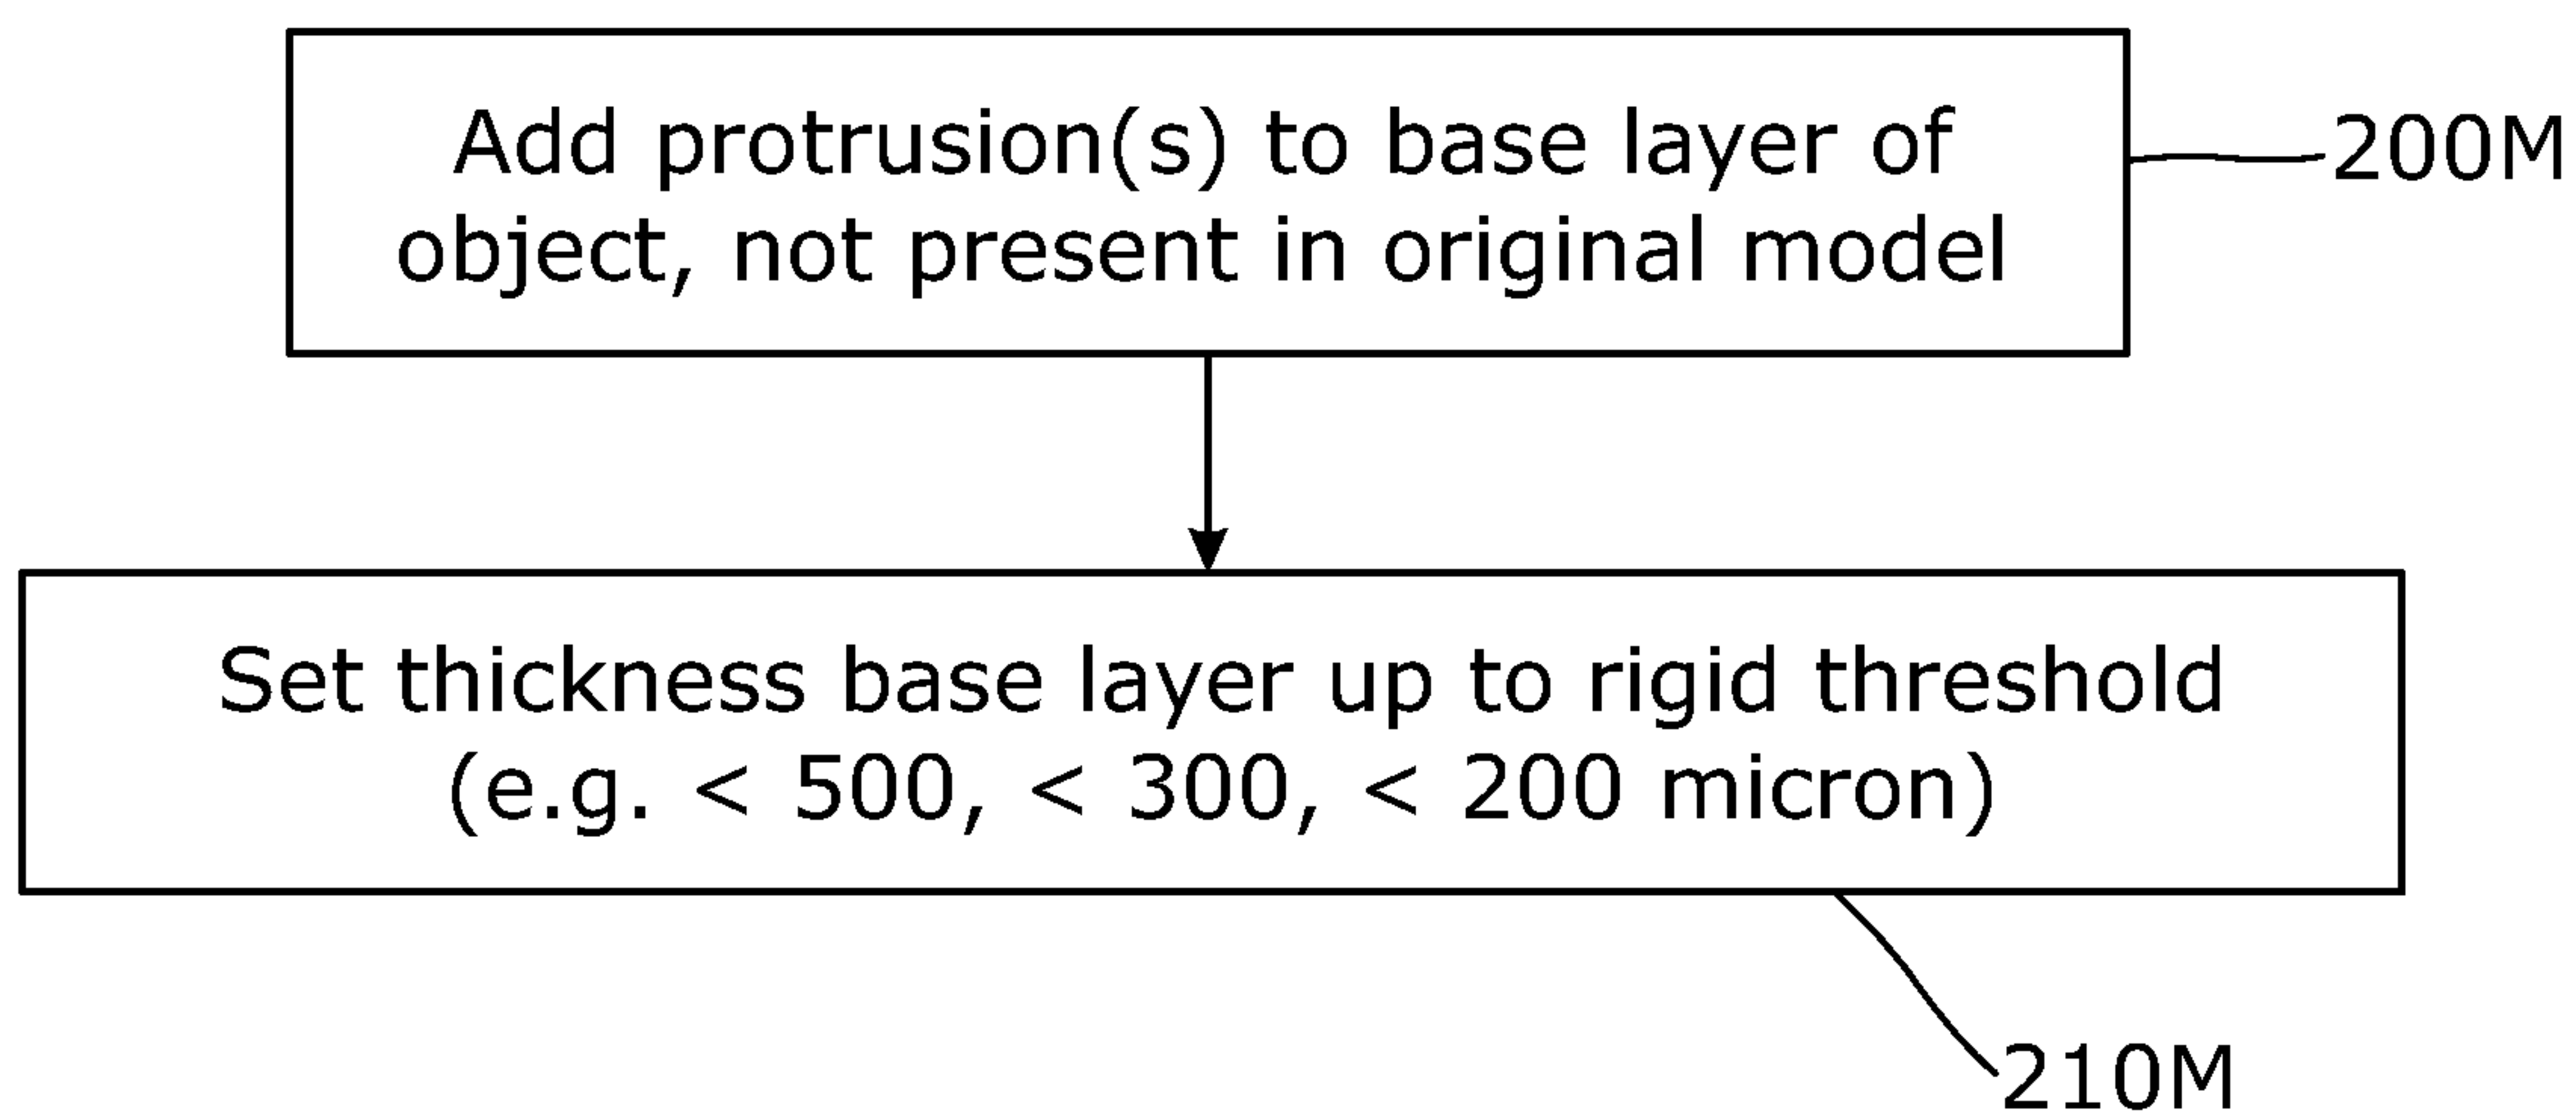 Add protrusion(s) to base layer of
object, not present in original model
200M
Set thickness base layer up to rigid threshold
(e.g. < 500, < 300, < 200 micron)
210M